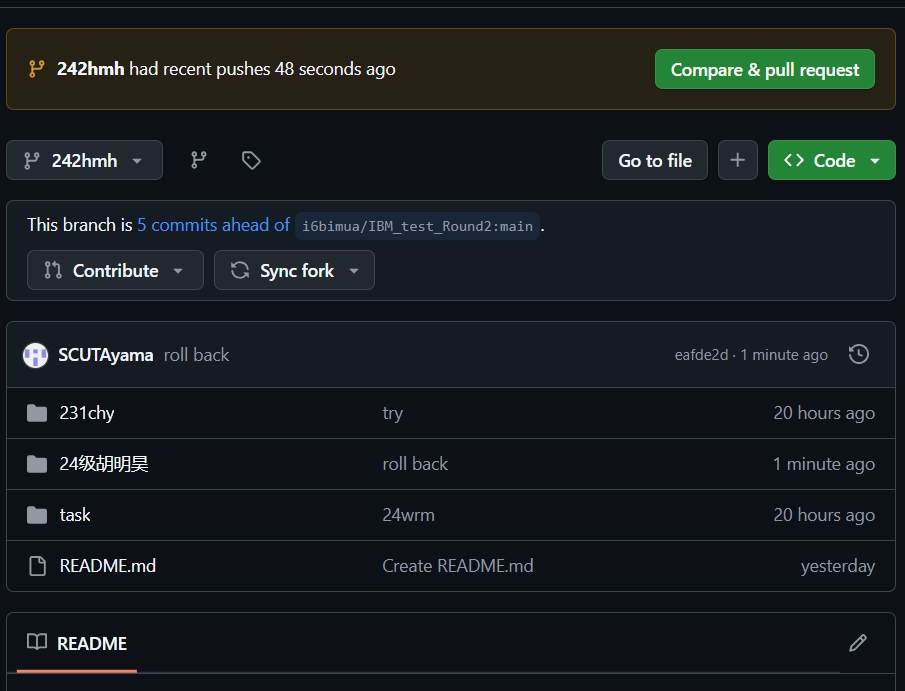 242hmh had recent pushes 48 seconds ago
Compare & pull request
242hmh
Go to file
Code
This branch is 5 commits ahead of i6bimua/IBM_test_Round2:main .
Contribute
Sync fork
SCUTAyama roll back
eafde2d · 1 minute ago
231chy try 20 hours ago
24级胡明昊 roll back 1 minute ago
task 24wrm 20 hours ago
README.md Create README.md yesterday
README